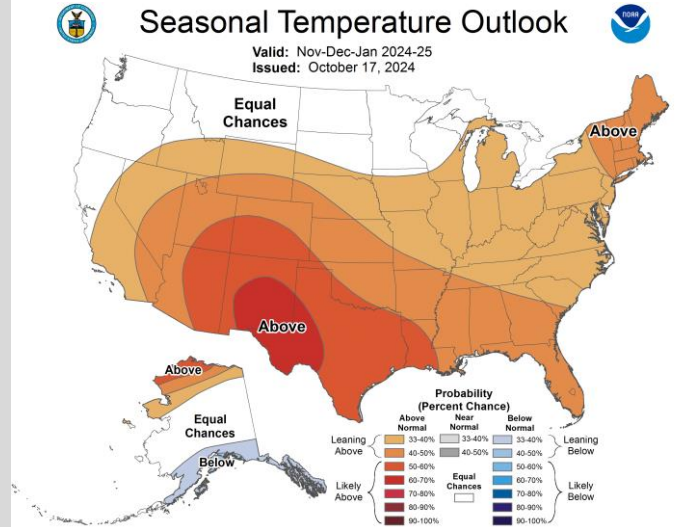 Seasonal Temperature Outlook
NOAA
Valid: Nov-Dec-Jan 2024-25
Issued: October 17, 2024
Equal
Chances
Above
Above
Above
Equal
Chances
Below
Probability
(Percent Chance)
Above
Normal
Near
Normal
Below
Normal
Leaning
Above
33-40%
40-50%
Likely
Above
50-60%
60-70%
70-80%
80-90%
90-100%
33-40%
40-50%
Equal
Chances
33-40%
40-50%
Leaning
Below
50-60%
60-70%
70-80%
80-90%
90-100%
Likely
Below